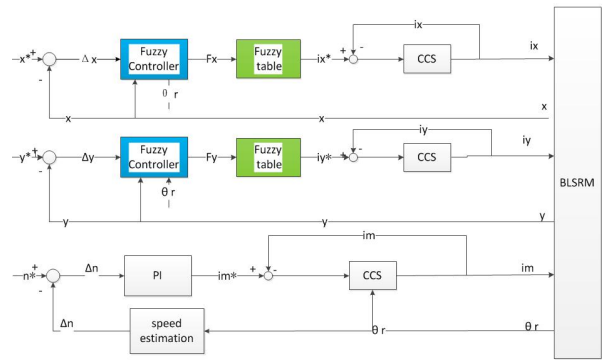 x* + Δ x Fuzzy Controller Fx Fuzzy table ix* + - ix CCS ix
-
θ r
x x x
y* + Δy Fuzzy Controller Fy Fuzzy table iy* + - iy CCS iy
-
θ r
y y y
BLSRM
n* + Δn PI im* + - im CCS im
-
Δn speed estimation θ r θ r